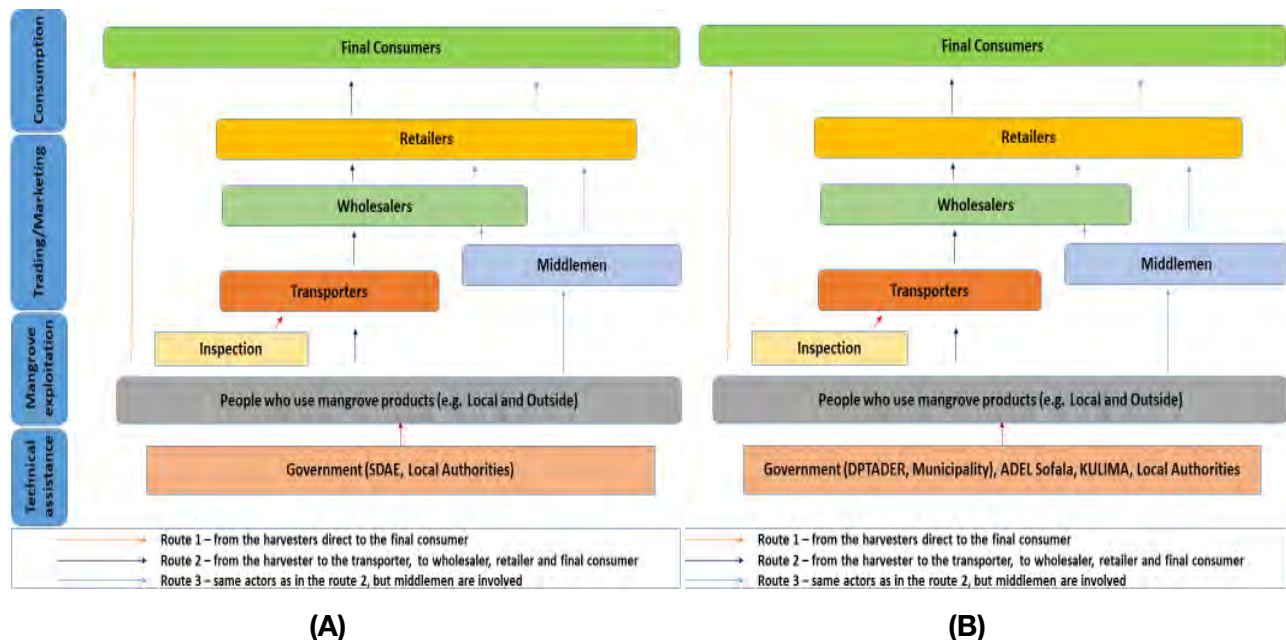 Consumption
Trading/Marketing
Mangrove
exploitation
Technical
assistance
Final Consumers
Retailers
Wholesalers
Middlemen
Transporters
Inspection
People who use mangrove products (e.g. Local and Outside)
Government (SDAE, Local Authorities)
Route 1 – from the harvesters direct to the final consumer
Route 2 – from the harvester to the transporter, to wholesaler, retailer and final consumer
Route 3 – same actors as in the route 2, but middlemen are involved
(A)
Final Consumers
Retailers
Wholesalers
Middlemen
Transporters
Inspection
People who use mangrove products (e.g. Local and Outside)
Government (DPTADER, Municipality), ADEL Sofala, KULIMA, Local Authorities
Route 1 – from the harvesters direct to the final consumer
Route 2 – from the harvester to the transporter, to wholesaler, retailer and final consumer
Route 3 – same actors as in the route 2, but middlemen are involved
(B)